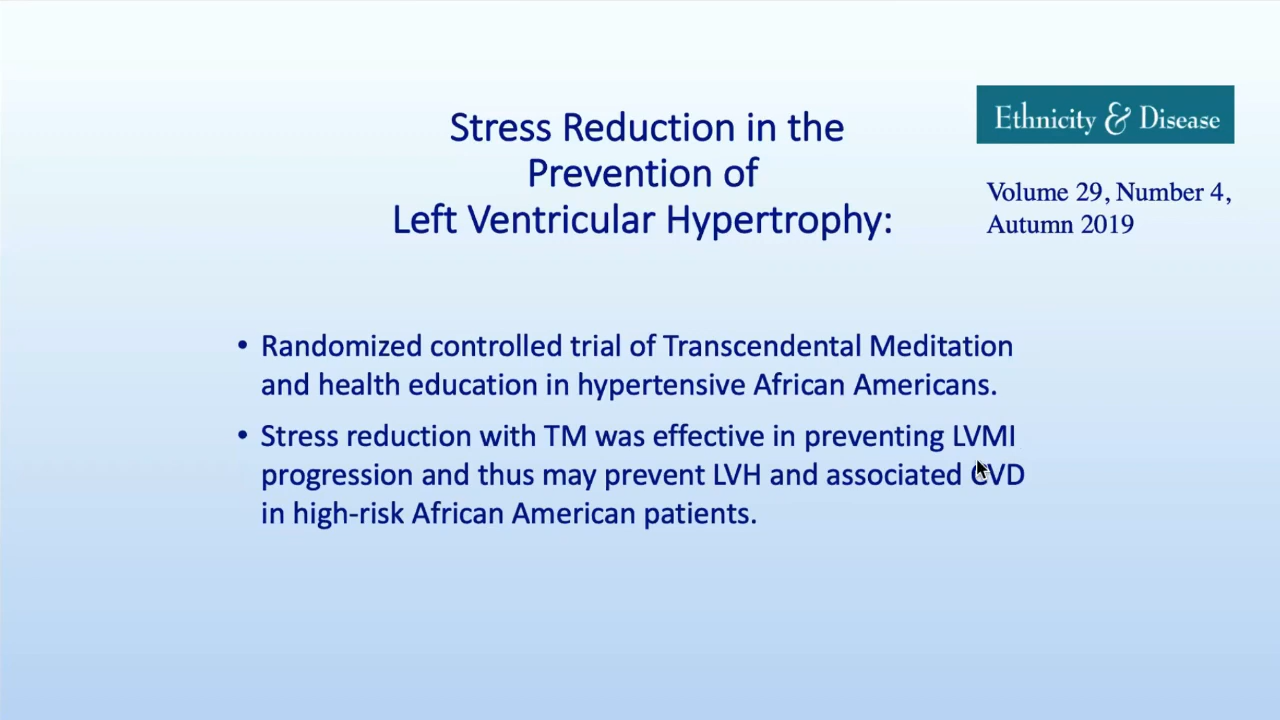 Stress Reduction in the
Prevention of
Left Ventricular Hypertrophy:
Ethnicity & Disease
Volume 29, Number 4,
Autumn 2019
• Randomized controlled trial of Transcendental Meditation
and health education in hypertensive African Americans.
• Stress reduction with TM was effective in preventing LVMI
progression and thus may prevent LVH and associated CVD
in high-risk African American patients.